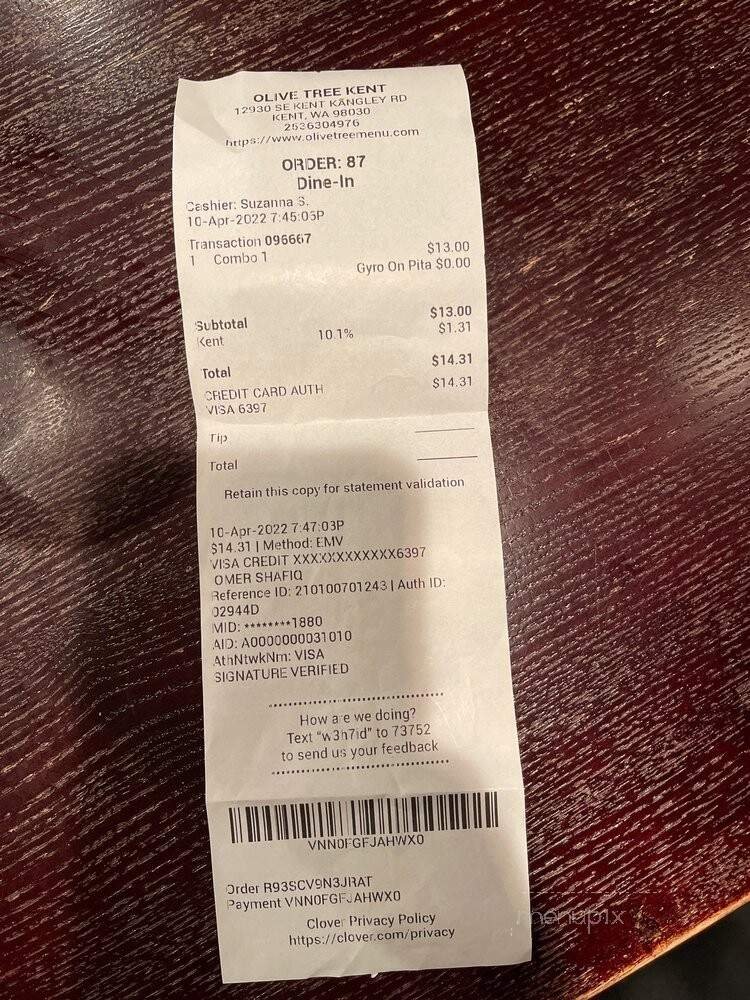 OLIVE TREE KENT
12930 SE KENT KANGLEY RD
KENT, WA 98030
2536304976
https://www.olivetreemenu.com
ORDER: 87
Dine-In
Cashier: Suzanna S.
10-Apr-2022 7:45:05P
Transaction 096667
1 Combo 1 $13.00
Gyro On Pita $0.00
Subtotal $13.00
Kent 10.1% $1.31
Total $14.31
CREDIT CARD AUTH $14.31
VISA 6397
Tip
Total
Retain this copy for statement validation
10-Apr-2022 7:47:03P
$14.31 | Method: EMV
VISA CREDIT XXXXXXXXXXXX6397
OMER SHAFIQ
Reference ID: 210100701243 | Auth ID:
02944D
MID: ********1880
AID: A0000000031010
AthNtwkNm: VISA
SIGNATURE VERIFIED
How are we doing?
Text "w3h7id" to 73752
to send us your feedback
VNN0FGFJAHWX0
Order R93SCV9N3JRAT
Payment VNN0FGFJAHWX0
Clover Privacy Policy
https://clover.com/privacy
menupix